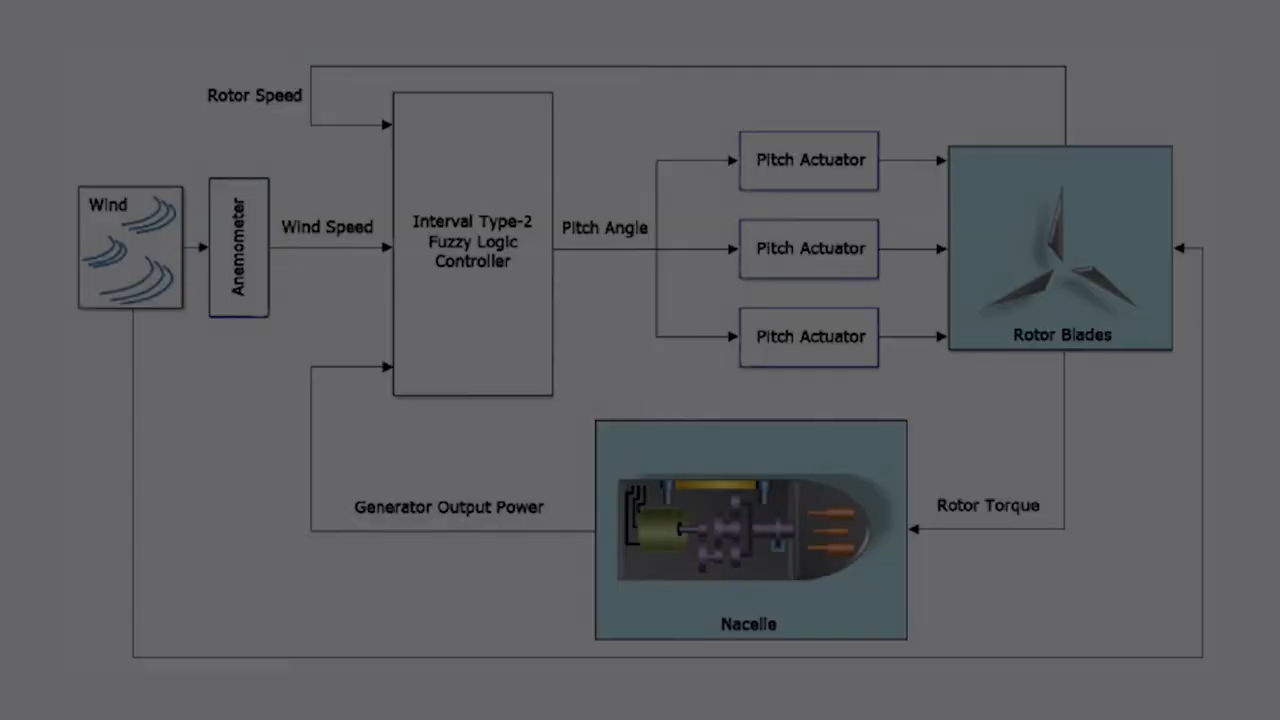 Rotor Speed
Wind
Anemometer
Wind Speed
Interval Type-2
Fuzzy Logic
Controller
Pitch Angle
Pitch Actuator
Pitch Actuator
Pitch Actuator
Rotor Blades
Generator Output Power
Rotor Torque
Nacelle